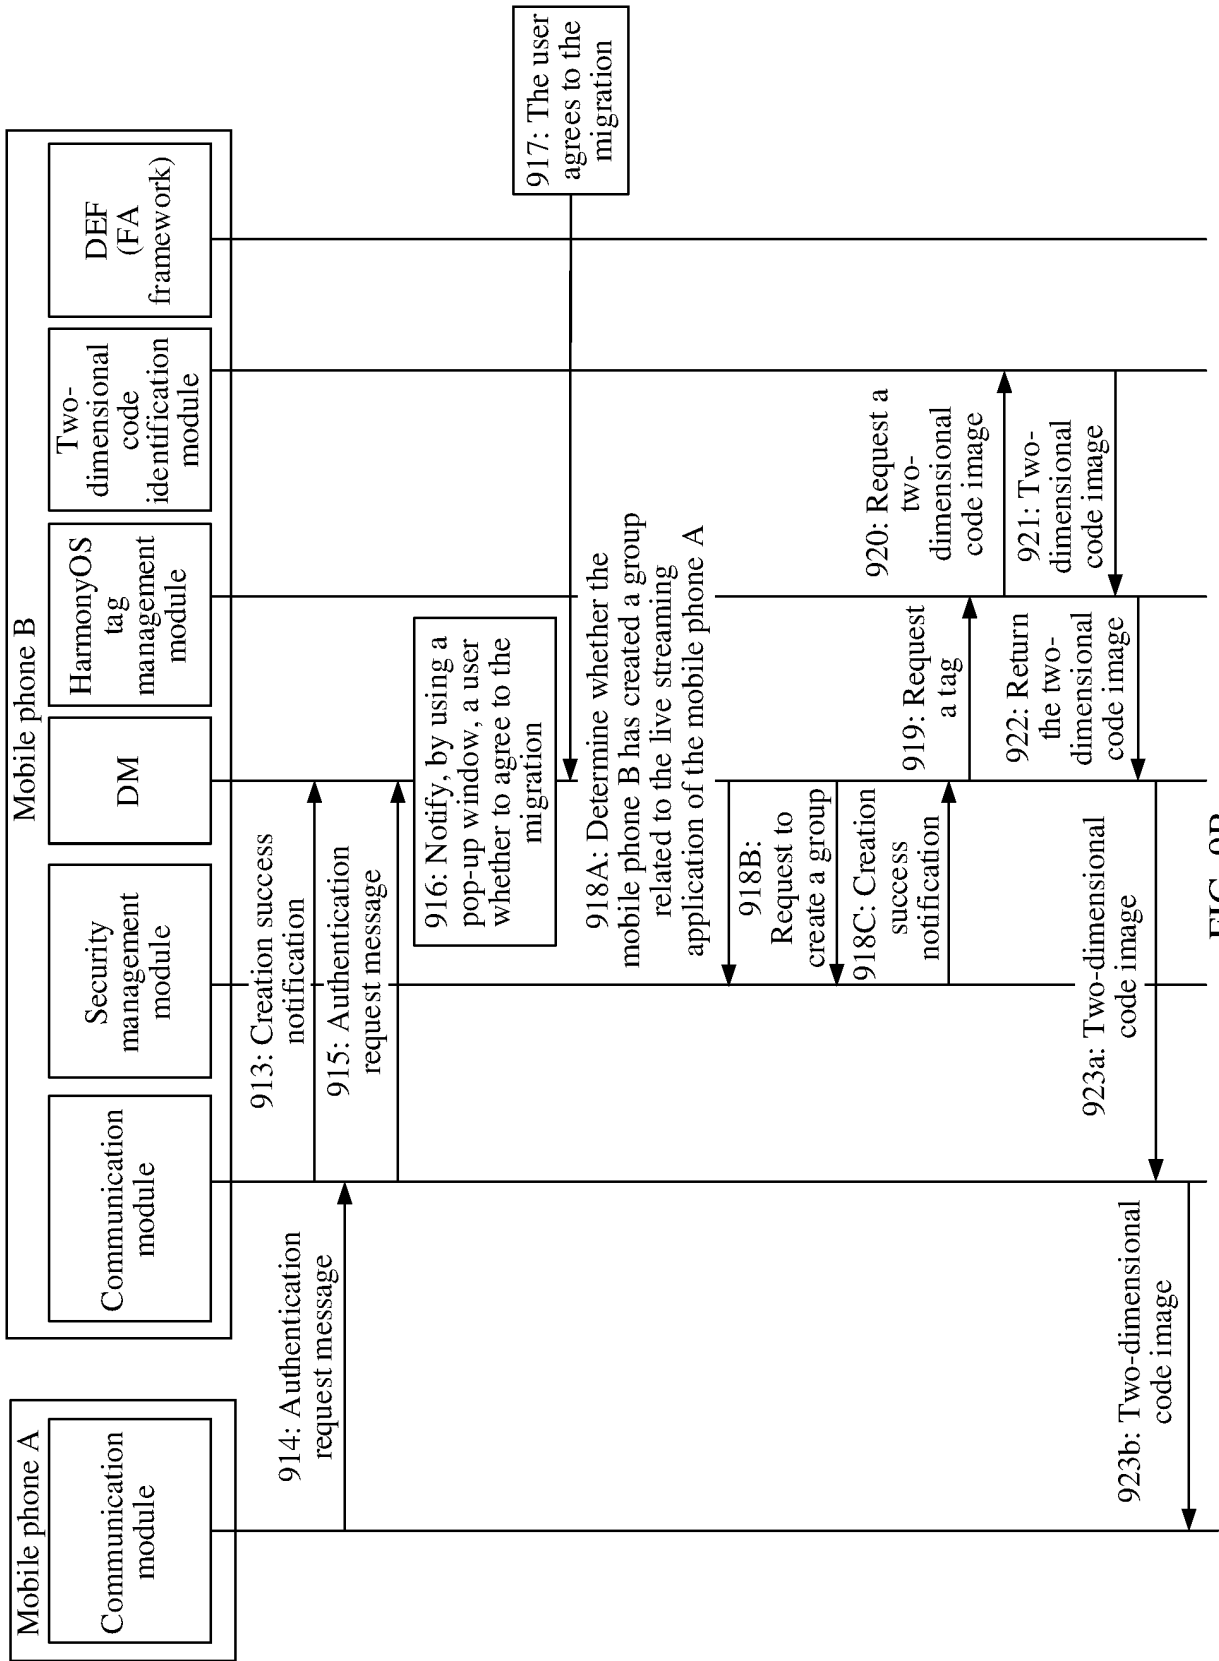 Mobile phone A
Communication
module
Mobile phone B
Communication
module
Security
management
module
DM
HarmonyOS
tag
management
module
Two-
dimensional
code
identification
module
DEF
(FA
framework)
913: Creation success
notification
914: Authentication
request message
915: Authentication
request message
916: Notify, by using a
pop-up window, a user
whether to agree to the
migration
917: The user
agrees to the
migration
918A: Determine whether the
mobile phone B has created a group
related to the live streaming
application of the mobile phone A
918B:
Request to
create a group
918C: Creation
success
notification
919: Request
a tag
920: Request a
two-
dimensional
code image
921: Two-
dimensional
code image
922: Return
the two-
dimensional
code image
923a: Two-dimensional
code image
923b: Two-dimensional
code image